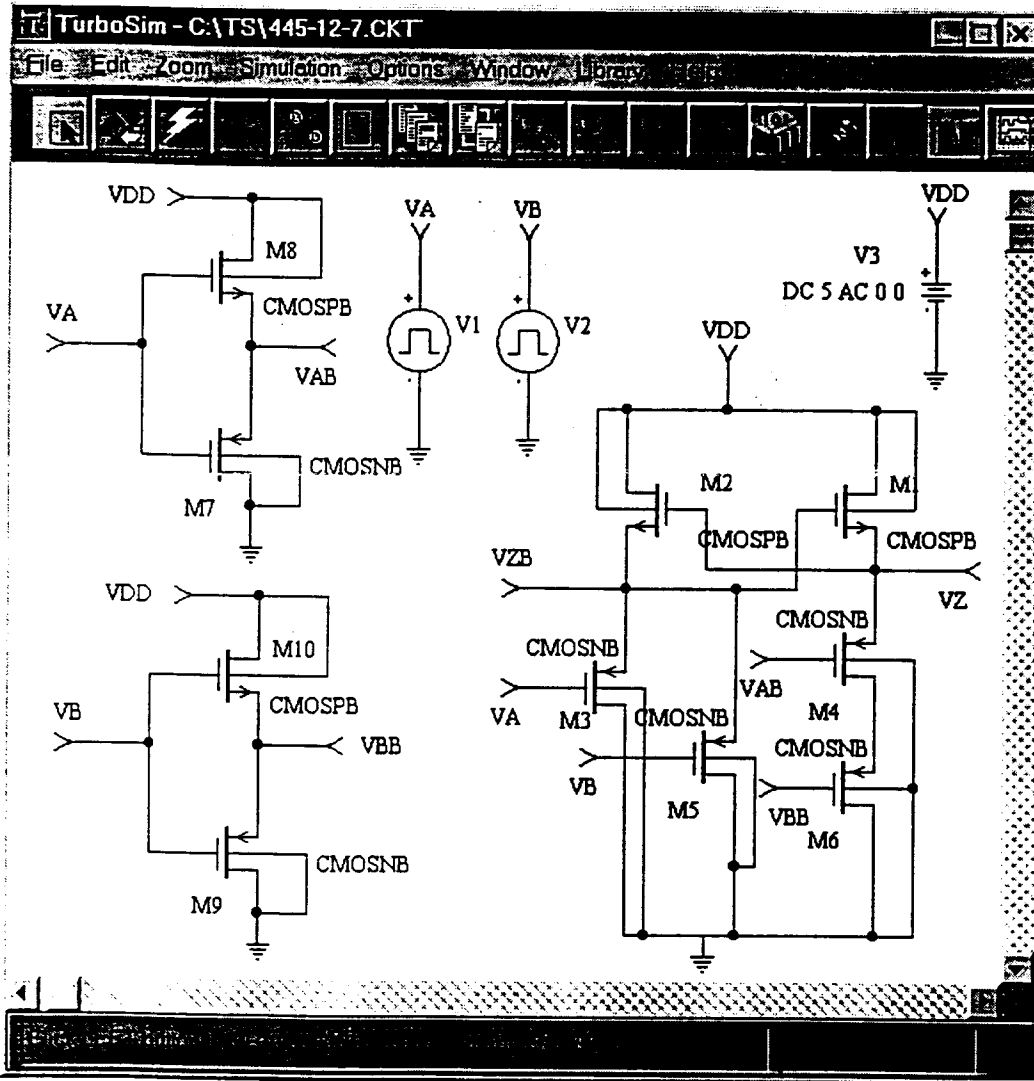 TurboSim - C:\TS\445-12-7.CKT
File Edit Zoom Simulation Options Window Library
VDD
M8
CMOSPB
VA
VAB
CMOSNB
M7
VA
V1
VB
V2
VDD
V3
DC 5 AC 0 0
VDD
M2
CMOSPB
M1
CMOSPB
VZB
VZ
CMOSNB
VA
M3
CMOSNB
VB
M5
CMOSNB
VAB
M4
CMOSNB
VBB
M6
VDD
M10
CMOSPB
VB
VBB
CMOSNB
M9